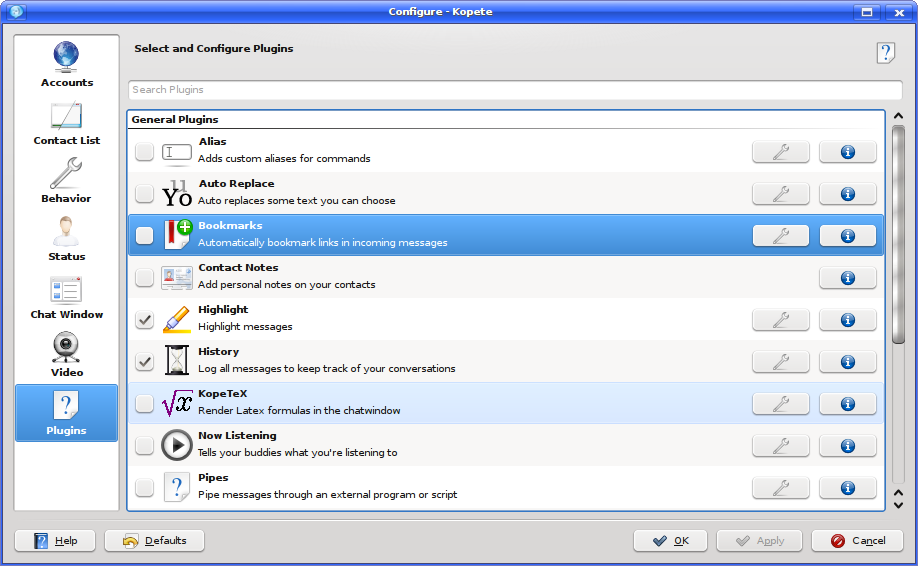 Configure - Kopete
Accounts
Contact List
Behavior
Status
Chat Window
Video
Plugins
Select and Configure Plugins
Search Plugins
General Plugins
Alias
Adds custom aliases for commands
Auto Replace
Auto replaces some text you can choose
Bookmarks
Automatically bookmark links in incoming messages
Contact Notes
Add personal notes on your contacts
Highlight
Highlight messages
History
Log all messages to keep track of your conversations
KopeTeX
Render Latex formulas in the chatwindow
Now Listening
Tells your buddies what you're listening to
Pipes
Pipe messages through an external program or script
Help
Defaults
OK
Apply
Cancel